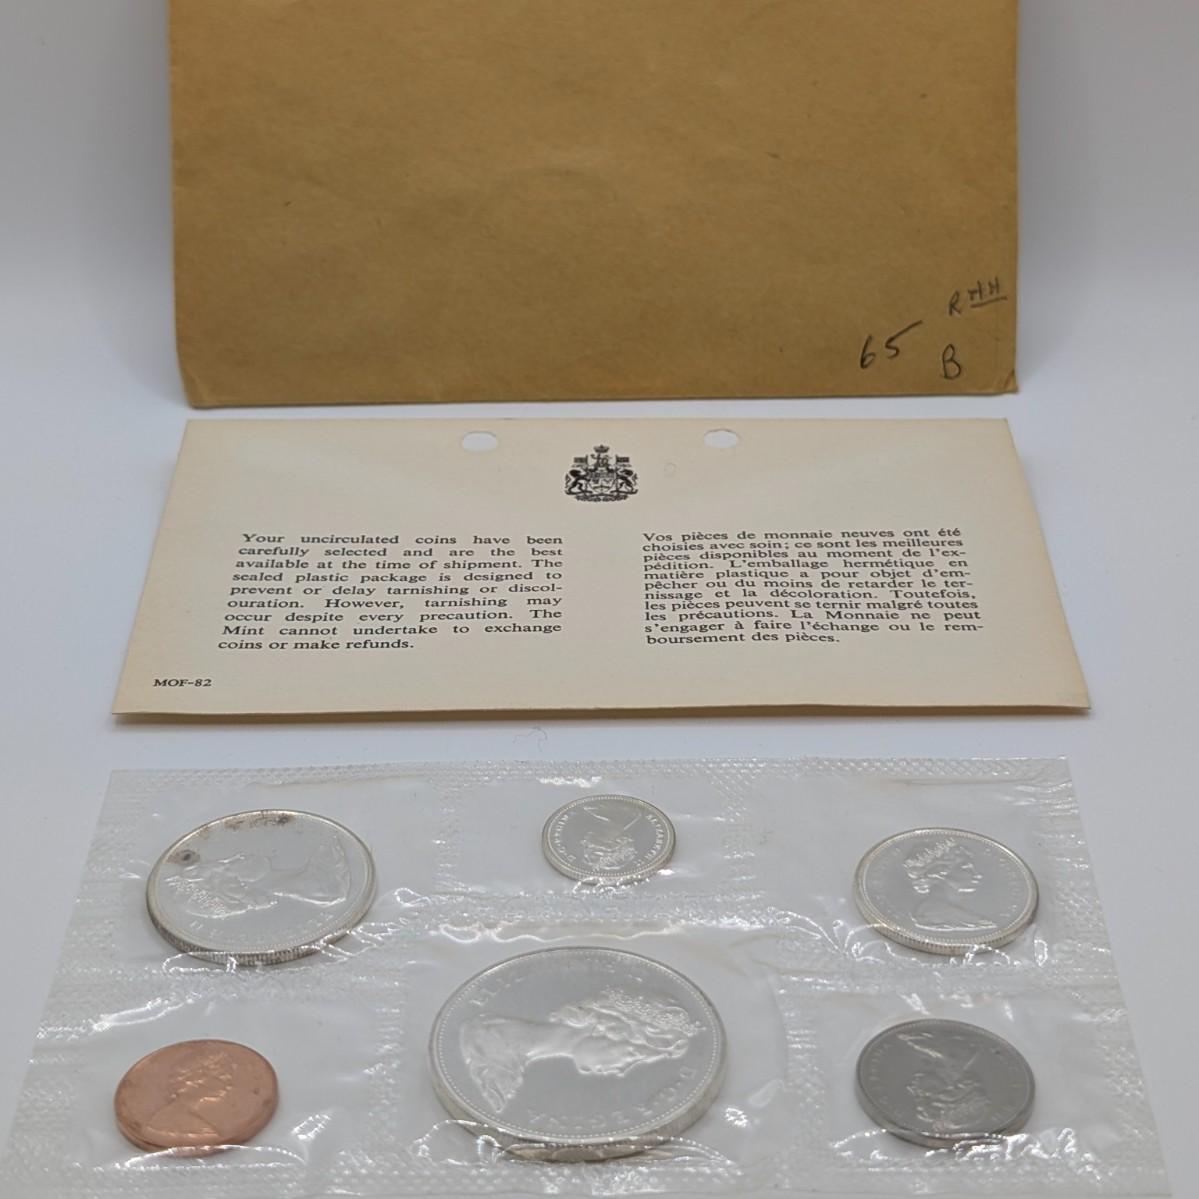 65
B
Your uncirculated coins have been
carefully selected and are the best
available at the time of shipment. The
sealed plastic package is designed to
prevent or delay tarnishing or discol-
ouration. However, tarnishing may
occur despite every precaution. The
Mint cannot undertake to exchange
coins or make refunds.
MOF-82
Vos pièces de monnaie neuves ont été
choisies avec soin; ce sont les meilleures
pièces disponibles au moment de l'ex-
pédition. L'emballage hermétique en
matière plastique a pour objet d'em-
pêcher ou du moins de retarder le ter-
nissage et la décoloration. Toutefois,
les pièces peuvent se ternir malgré toutes
les précautions. La Monnaie ne peut
s'engager à faire l'échange ou le rem-
boursement des pièces.
ELIZABETH